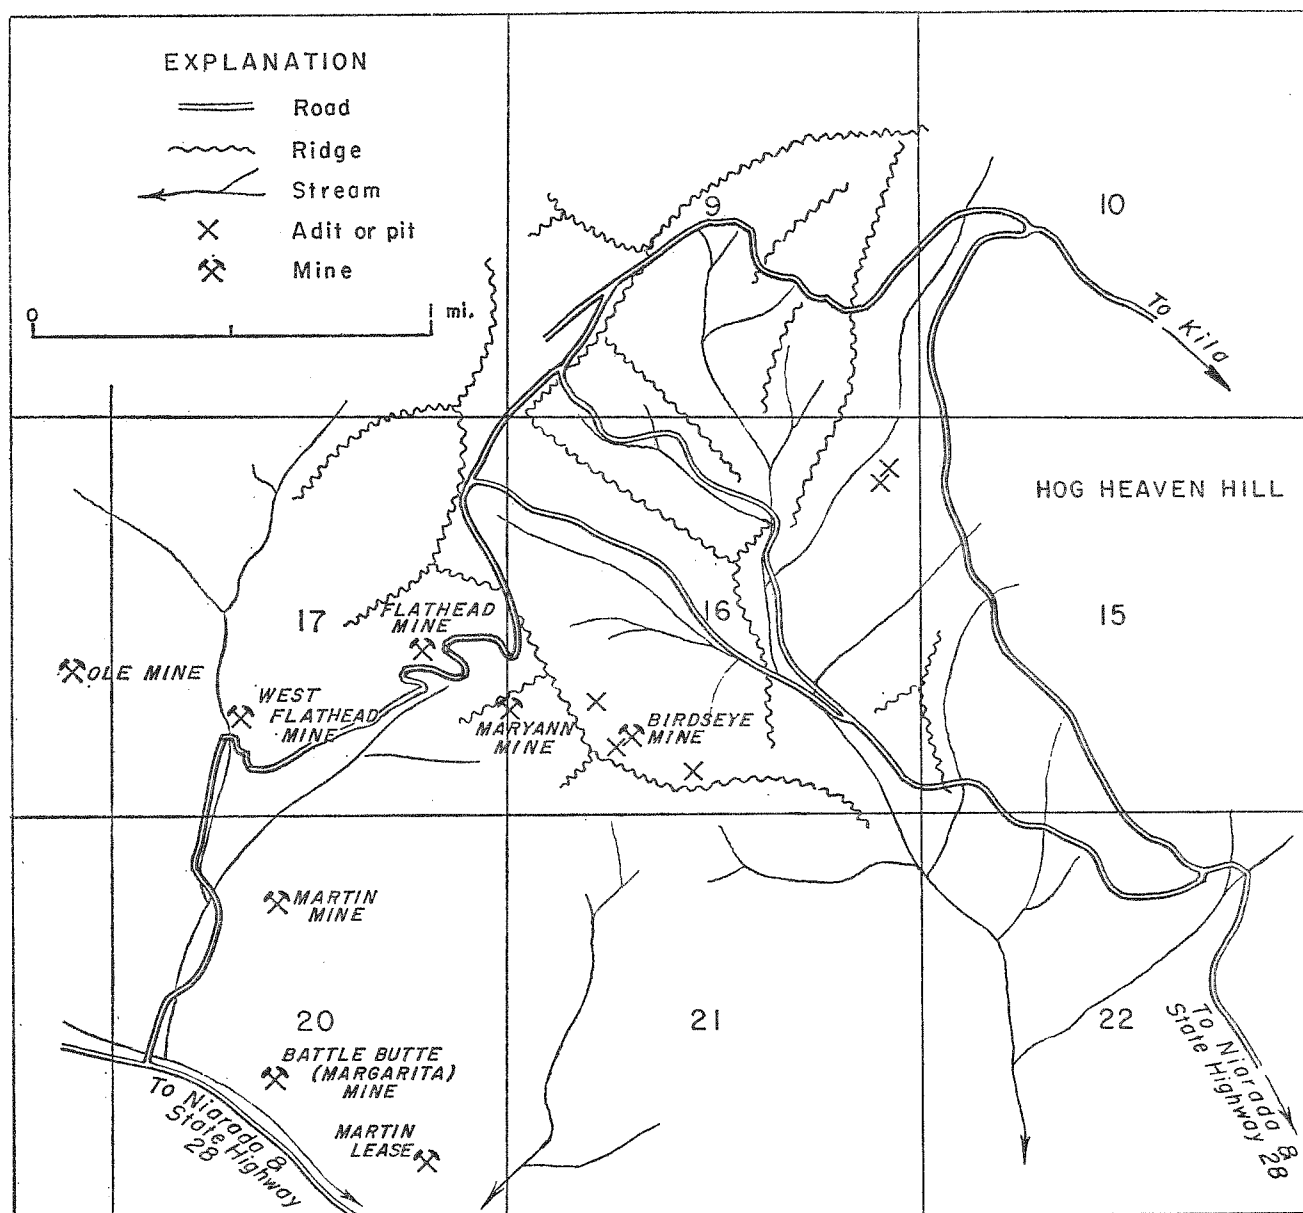 EXPLANATION
Road
Ridge
Stream
Adit or pit
Mine
0
1 mi.
9
10
To Kila
HOG HEAVEN HILL
17
FLATHEAD
MINE
16
15
OLE MINE
WEST
FLATHEAD
MINE
MARYANN
MINE
BIRDSEYE
MINE
MARTIN
MINE
20
21
22
BATTLE BUTTE
(MARGARITA)
MINE
MARTIN
LEASE
To Niarada &
State Highway
28
To Niarada &
State Highway 28